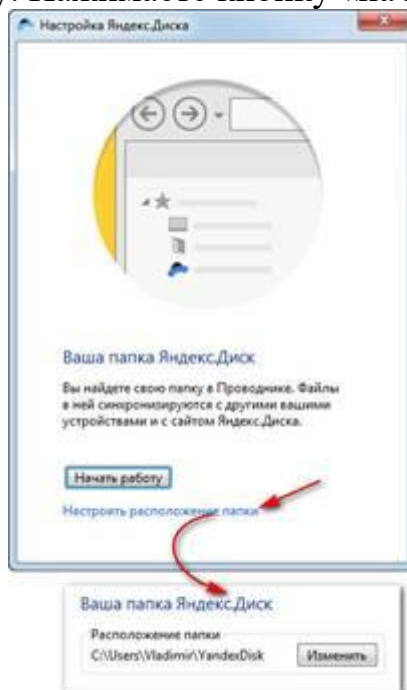 Настройка Яндекс.Диска
Ваша папка Яндекс.Диск
Вы найдете свою папку в Проводнике. Файлы
в ней синхронизируются с другими вашими
устройствами и с сайтом Яндекс.Диска.
Начать работу
Настроить расположение папки
Ваша папка Яндекс.Диск
Расположение папки
C:\Users\Vladimir\YandexDisk
Изменить